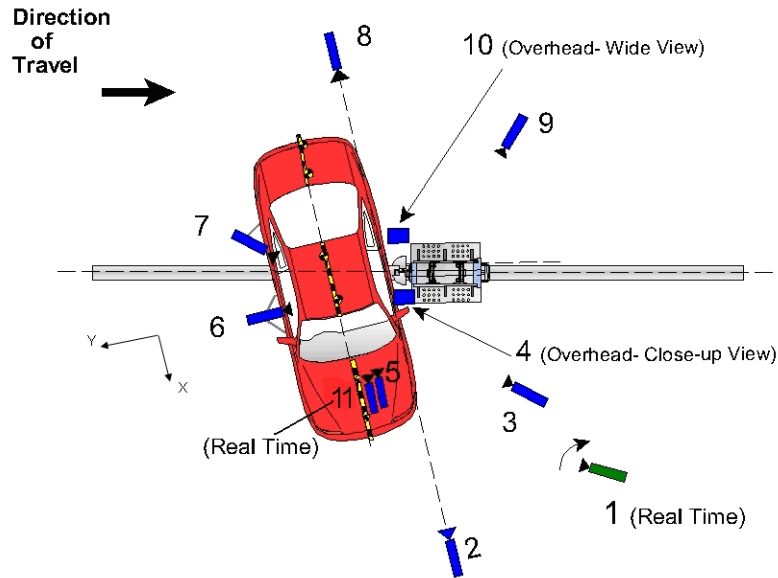 Direction
of
Travel
8
10 (Overhead- Wide View)
9
7
6
Y
X
4 (Overhead- Close-up View)
5
11
3
(Real Time)
1 (Real Time)
2